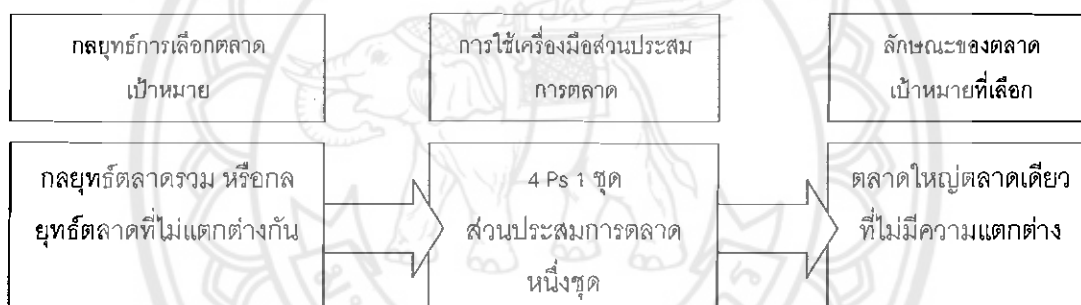 กลยุทธ์การเลือกตลาด
เป้าหมาย
การใช้เครื่องมือส่วนประสม
การตลาด
ลักษณะของตลาด
เป้าหมายที่เลือก
กลยุทธ์ตลาดรวม หรือกล
ยุทธ์ตลาดที่ไม่แตกต่างกัน
4 Ps 1 ชุด
ส่วนประสมการตลาด
หนึ่งชุด
ตลาดใหญ่ตลาดเดียว
ที่ไม่มีความแตกต่าง